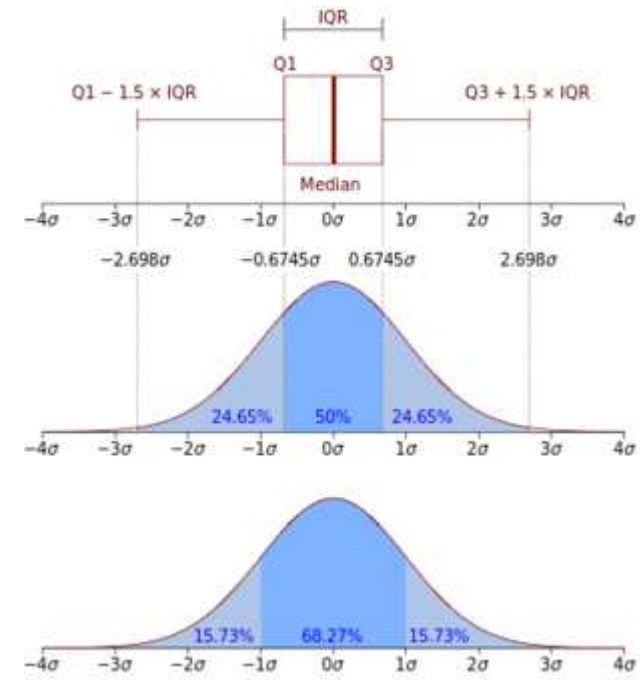 IQR
Q1 Q3
Q1 − 1.5 × IQR Q3 + 1.5 × IQR
Median
−4σ −3σ −2σ −1σ 0σ 1σ 2σ 3σ 4σ
−2.698σ −0.6745σ 0.6745σ 2.698σ
24.65% 50% 24.65%
−4σ −3σ −2σ −1σ 0σ 1σ 2σ 3σ 4σ
15.73% 68.27% 15.73%
−4σ −3σ −2σ −1σ 0σ 1σ 2σ 3σ 4σ